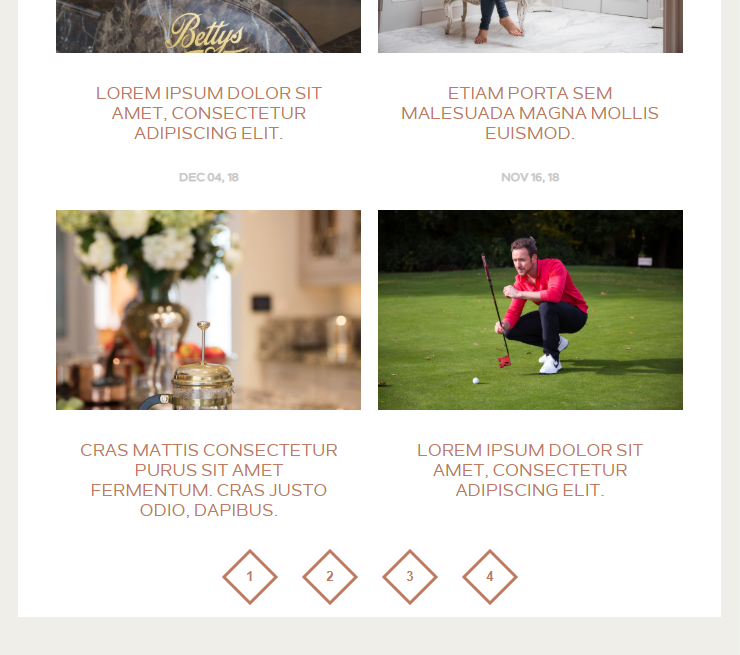 Bettys
LOREM IPSUM DOLOR SIT
AMET, CONSECTETUR
ADIPISCING ELIT.
ETIAM PORTA SEM
MALESUADA MAGNA MOLLIS
EUISMOD.
DEC 04, 18
NOV 16, 18
CRAS MATTIS CONSECTETUR
PURUS SIT AMET
FERMENTUM. CRAS JUSTO
ODIO, DAPIBUS.
LOREM IPSUM DOLOR SIT
AMET, CONSECTETUR
ADIPISCING ELIT.
1 2 3 4